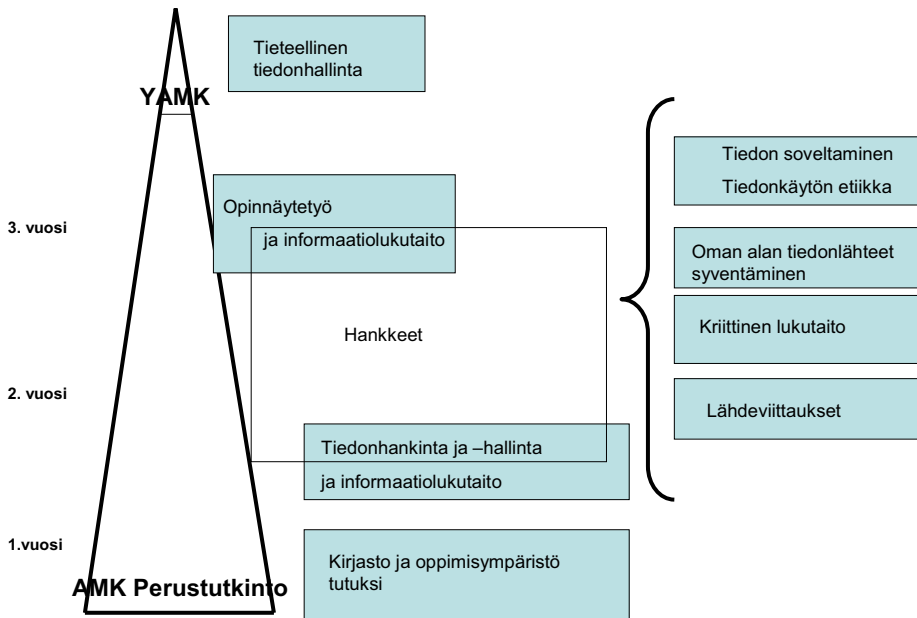 Tieteellinen
tiedonhallinta
YAMK
Tiedon soveltaminen
Tiedonkäytön etiikka
Opinnäytetyö
ja informaatiolukutaito
3. vuosi
Oman alan tiedonlähteet
syventäminen
Hankkeet
Kriittinen lukutaito
2. vuosi
Lähdeviittaukset
Tiedonhankinta ja –hallinta
ja informaatiolukutaito
1.vuosi
Kirjasto ja oppimisympäristö
tutuksi
AMK Perustutkinto